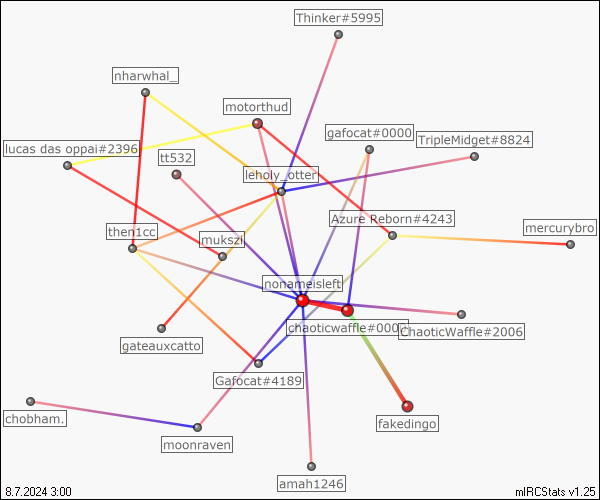 Thinker#5995
nharwhal_
motorthud
gafocat#0000
TripleMidget#8824
lucas das oppai#2396
tt532
leholy_otter
Azure Reborn#4243
mercurybro
then1cc
mukszi
nonameisleft
chaoticwaffle#000
ChaoticWaffle#2006
gateauxcatto
Gafocat#4189
chobham.
fakedingo
moonraven
amah1246
8.7.2024 3:00
mIRCStats v1.25